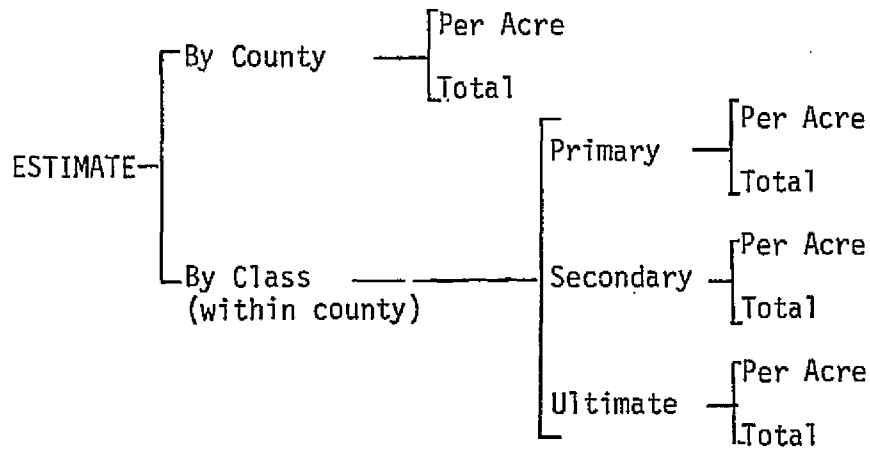 Per Acre
By County
Total
Per Acre
Primary
Total
ESTIMATE
Per Acre
By Class
Secondary
(within county)
Total
Per Acre
Ultimate
Total